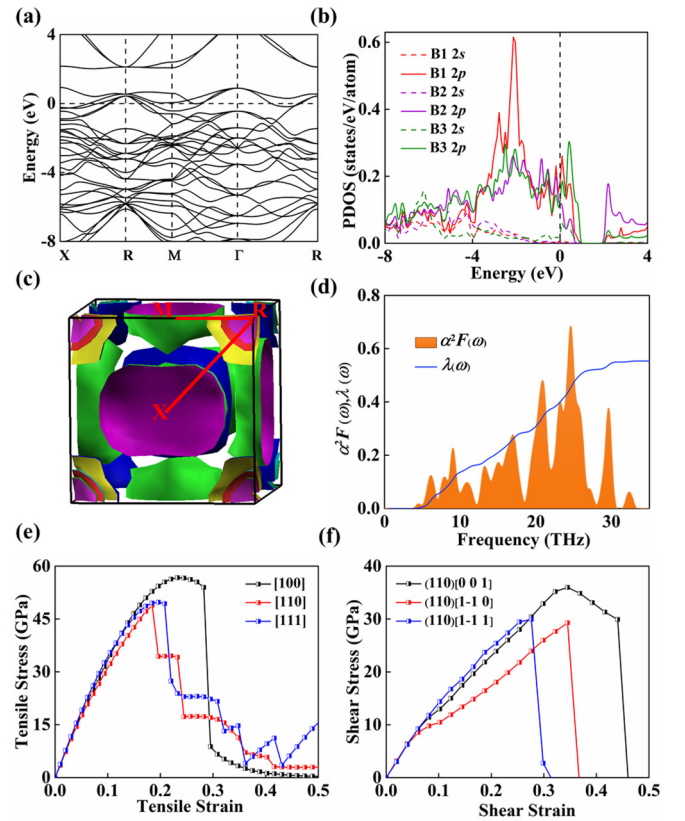 (a)
4
0
-4
-8
Energy (eV)
X R M Γ R
(b)
PDOS (states/eV/atom)
0.6
0.4
0.2
0.0
B1 2s
B1 2p
B2 2s
B2 2p
B3 2s
B3 2p
-8 -4 0 4
Energy (eV)
(c)
M R
X
(d)
α²F (ω), λ (ω)
0.8
0.6
0.4
0.2
0.0
α²F(ω)
λ(ω)
10 20 30
Frequency (THz)
(e)
Tensile Stress (GPa)
60
45
30
15
0
[100]
[110]
[111]
0.0 0.1 0.2 0.3 0.4 0.5
Tensile Strain
(f)
Shear Stress (GPa)
40
30
20
10
0
(110)[0 0 1]
(110)[1-1 0]
(110)[1-1 1]
0.0 0.1 0.2 0.3 0.4 0.5
Shear Strain